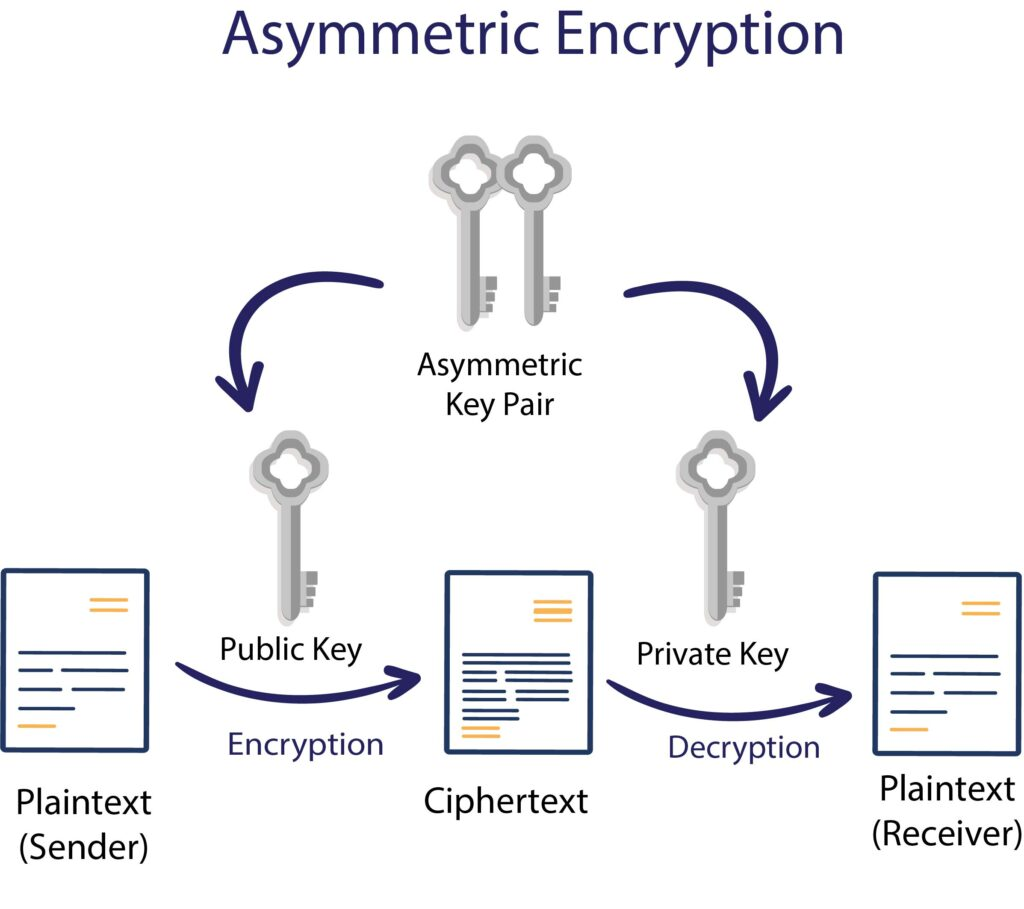 Asymmetric Encryption
Asymmetric
Key Pair
Public Key
Private Key
Encryption
Decryption
Plaintext
(Sender)
Ciphertext
Plaintext
(Receiver)